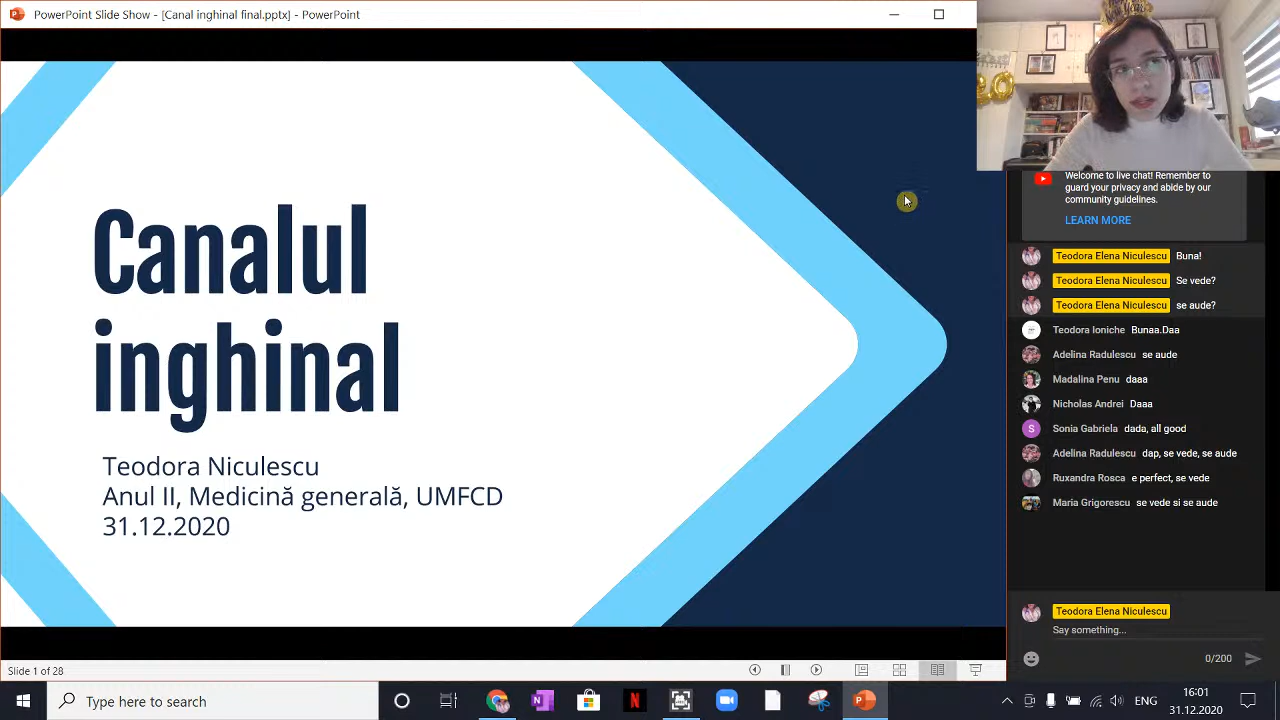 PowerPoint Slide Show - [Canal inghinal final.pptx] - PowerPoint
Canalul
inghinal
Teodora Niculescu
Anul II, Medicină generală, UMFCD
31.12.2020
Welcome to live chat! Remember to
guard your privacy and abide by our
community guidelines.
LEARN MORE
Teodora Elena Niculescu Buna!
Teodora Elena Niculescu Se vede?
Teodora Elena Niculescu se aude?
Teodora Ioniche Bunaa.Daa
Adelina Radulescu se aude
Madalina Penu daaa
Nicholas Andrei Daaa
S Sonia Gabriela dada, all good
Adelina Radulescu dap, se vede, se aude
Ruxandra Rosca e perfect, se vede
Maria Grigorescu se vede si se aude
Teodora Elena Niculescu
Say something...
0/200
Slide 1 of 28
Type here to search
ENG
16:01
31.12.2020